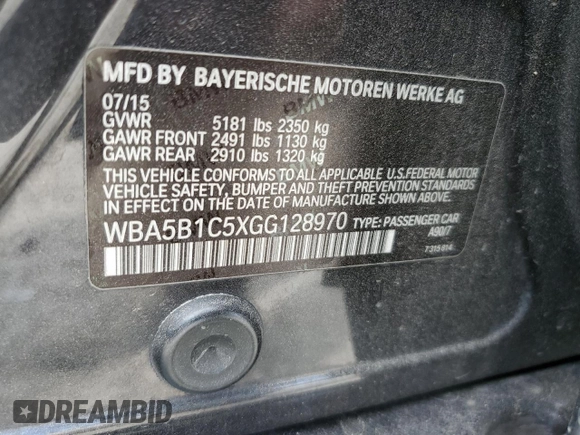 MFD BY BAYERISCHE MOTOREN WERKE AG
07/15
GVWR 5181 lbs 2350 kg
GAWR FRONT 2491 lbs 1130 kg
GAWR REAR 2910 lbs 1320 kg
THIS VEHICLE CONFORMS TO ALL APPLICABLE U.S.FEDERAL MOTOR
VEHICLE SAFETY, BUMPER AND THEFT PREVENTION STANDARDS
IN EFFECT ON THE DATE OF MANUFACTURE SHOWN ABOVE.
WBA5B1C5XGG128970 TYPE: PASSENGER CAR
A90/7
7315814
DREAMBID